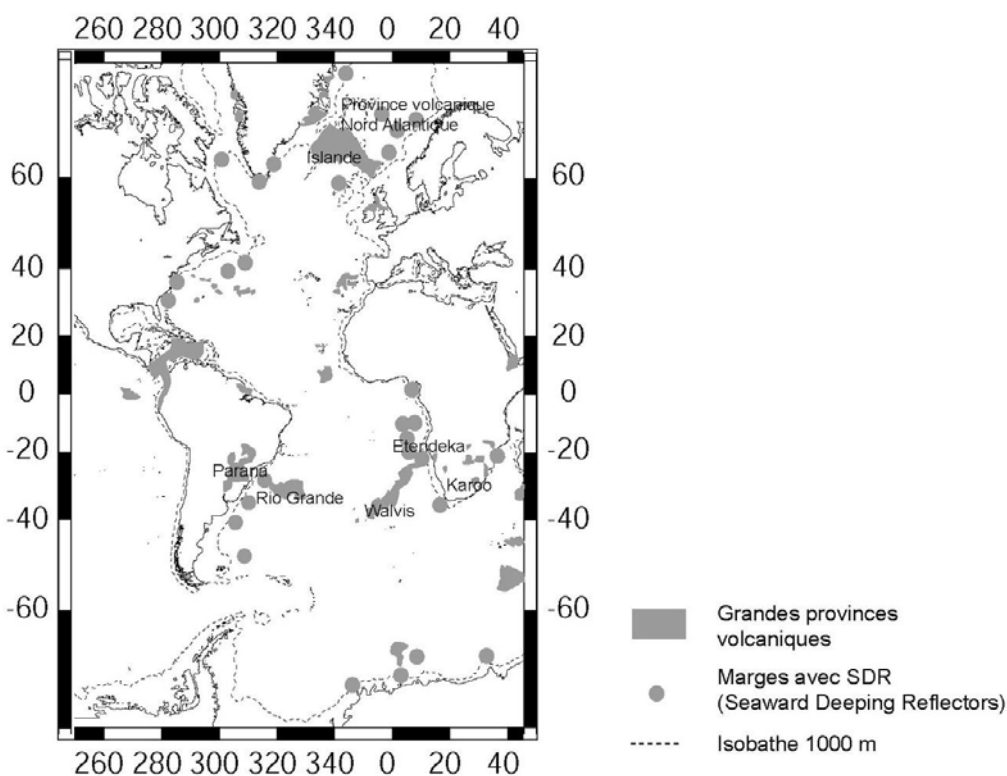 260 280 300 320 340 0 20 40
Province volcanique
Nord Atlantique
Islande
60 60
40 40
20 20
0 0
-20 -20
Etendeka
Paraná
Karoo
Rio Grande
Walvis
-40 -40
-60 -60
Grandes provinces
volcaniques
Marges avec SDR
(Seaward Deeping Reflectors)
Isobathe 1000 m
260 280 300 320 340 0 20 40